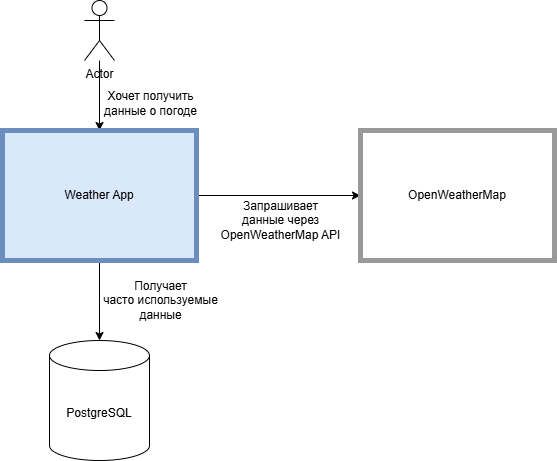 Actor
Хочет получить
данные о погоде
Weather App
OpenWeatherMap
Запрашивает
данные через
OpenWeatherMap API
Получает
часто используемые
данные
PostgreSQL